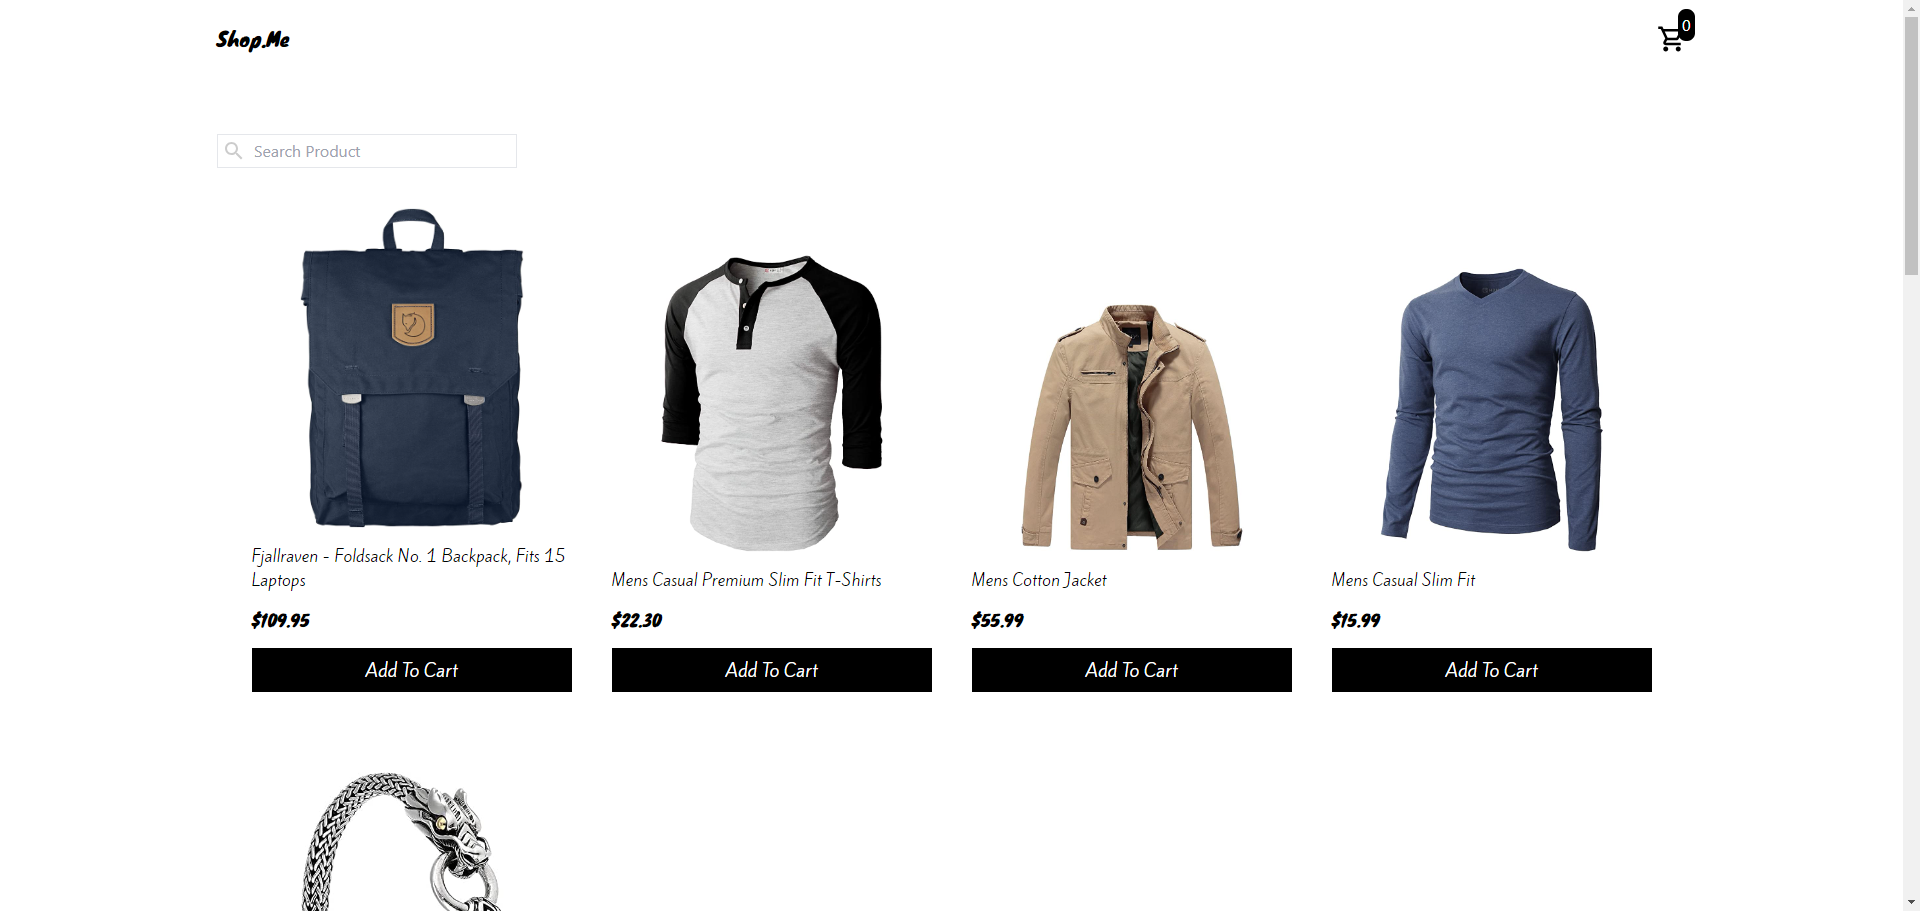 Shop.Me
0
Search Product
Fjallraven - Foldsack No. 1 Backpack, Fits 15
Laptops
$109.95
Add To Cart
Mens Casual Premium Slim Fit T-Shirts
$22.30
Add To Cart
Mens Cotton Jacket
$55.99
Add To Cart
Mens Casual Slim Fit
$15.99
Add To Cart